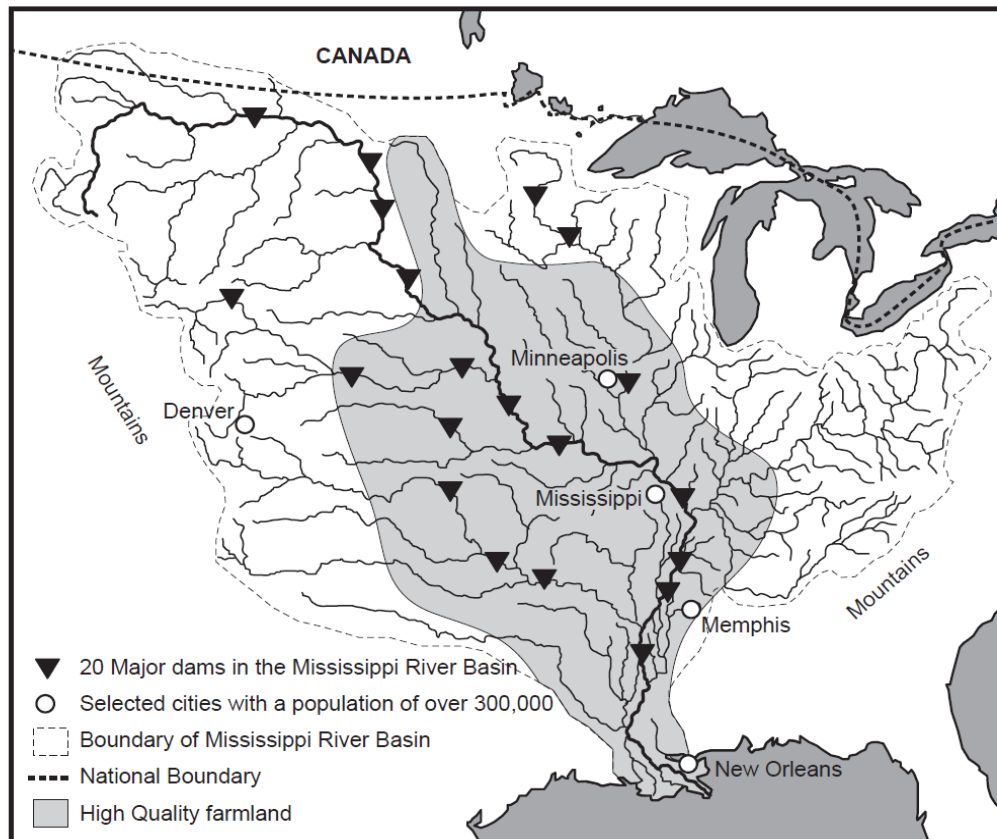 CANADA
Minneapolis
Mountains
Denver
Mississippi
Mountains
Memphis
20 Major dams in the Mississippi River Basin
Selected cities with a population of over 300,000
Boundary of Mississippi River Basin
National Boundary
New Orleans
High Quality farmland